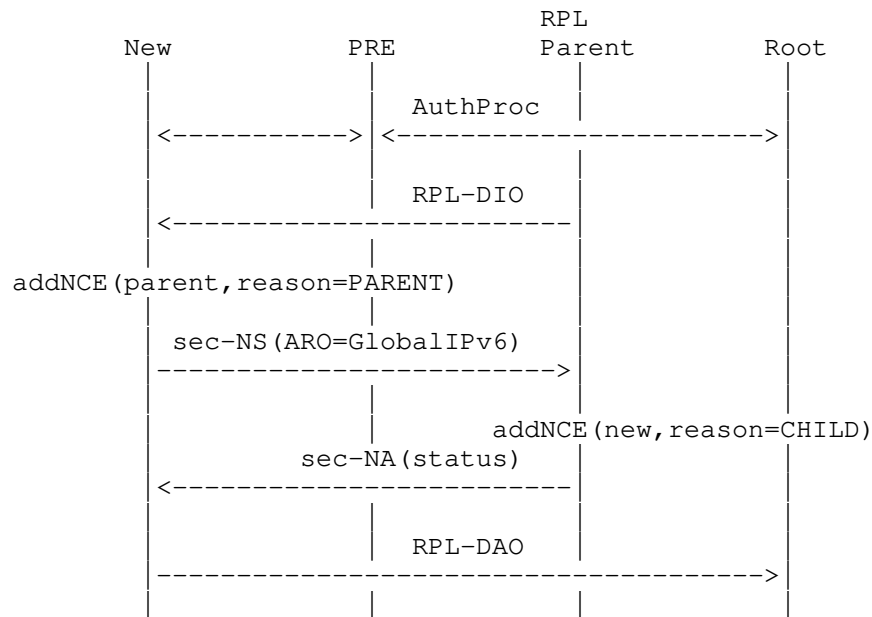 RPL
New PRE Parent Root
AuthProc
RPL-DIO
addNCE(parent,reason=PARENT)
sec-NS(ARO=GlobalIPv6)
addNCE(new,reason=CHILD)
sec-NA(status)
RPL-DAO